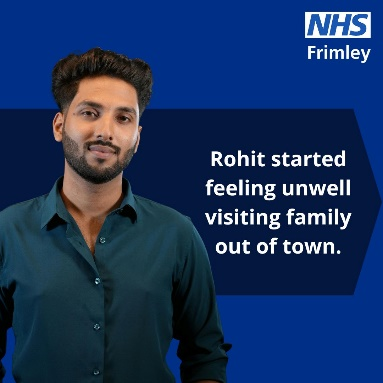 NHS
Frimley
Rohit started
feeling unwell
visiting family
out of town.